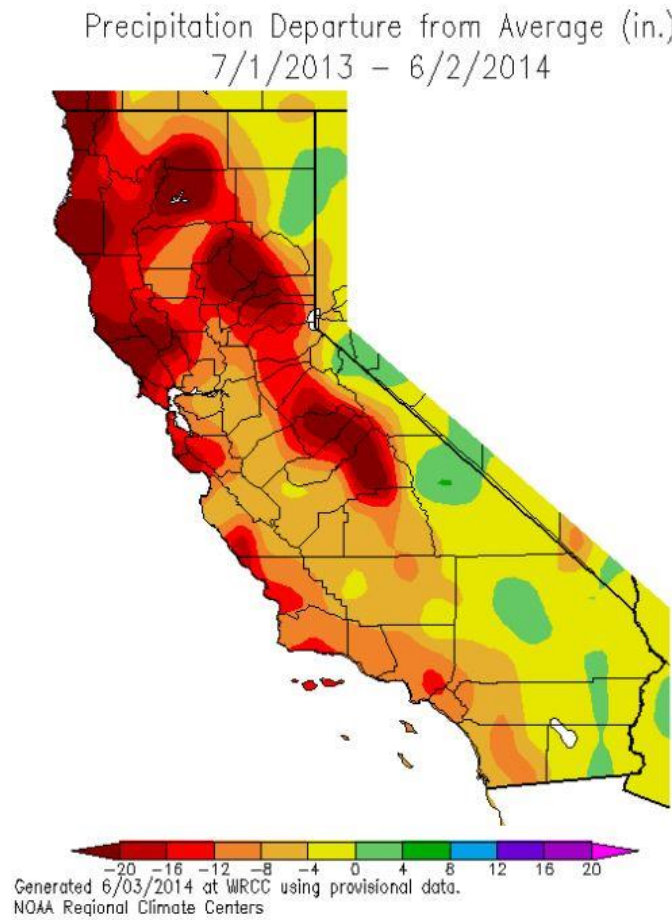 Precipitation Departure from Average (in.)
7/1/2013 – 6/2/2014
-20 -16 -12 -8 -4 0 4 8 12 16 20
Generated 6/03/2014 at WRCC using provisional data.
NOAA Regional Climate Centers